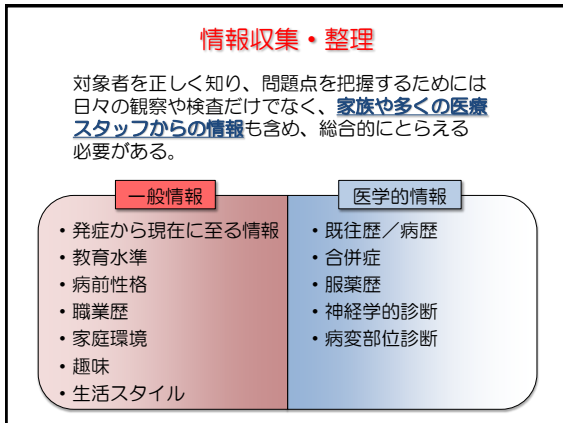 情報収集・整理
対象者を正しく知り、問題点を把握するためには
日々の観察や検査だけでなく、家族や多くの医療
スタッフからの情報も含め、総合的にとらえる
必要がある。
一般情報
・発症から現在に至る情報
・教育水準
・病前性格
・職業歴
・家庭環境
・趣味
・生活スタイル
医学的情報
・既往歴／病歴
・合併症
・服薬歴
・神経学的診断
・病変部位診断